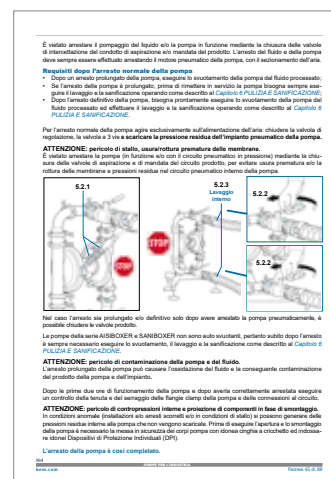 È vietato arrestare il pompaggio del liquido e/o la pompa in funzione mediante la chiusura delle valvole
di intercettazione del condotto di aspirazione e/o mandata del prodotto. L'arresto del fluido e della pompa
deve sempre essere effettuato arrestando il motore pneumatico della pompa, con il sezionamento dell'aria.
Requisiti dopo l'arresto normale della pompa
• Dopo un arresto prolungato della pompa, eseguire lo svuotamento della pompa del fluido processato;
• Se l'arresto della pompa è prolungato, prima di rimettere in servizio la pompa bisogna sempre ese-
guire il lavaggio e la sanificazione operando come descritto al Capitolo 6 PULIZIA E SANIFICAZIONE;
• Dopo l'arresto definitivo della pompa, bisogna prontamente eseguire lo svuotamento della pompa dal
fluido processato ed effettuare il lavaggio e la sanificazione operando come descritto al Capitolo 6
PULIZIA E SANIFICAZIONE.
Per l'arresto normale della pompa agire esclusivamente sull'alimentazione dell'aria: chiudere la valvola di
regolazione, la valvola a 3 vie e scaricare la pressione residua dell'impianto pneumatico della pompa.
ATTENZIONE: pericolo di stallo, usura/rottura prematura delle membrane.
È vietato arrestare la pompa (in funzione e/o con il circuito pneumatico in pressione) mediante la chiu-
sura delle valvole di aspirazione e di mandata del circuito prodotto, per evitare usura prematura e/o la
rottura delle membrane e pressioni residue nel circuito pneumatico interno della pompa.
5.2.1
5.2.3
Lavaggio
interno
5.2.2
STOP
STOP
5.2.2
Nel caso l'arresto sia prolungato e/o definitivo solo dopo avere arrestato la pompa pneumaticamente, è
possibile chiudere le valvole prodotto.
Le pompe della serie AISIBOXER e SANIBOXER non sono auto svuotanti, pertanto subito dopo l'arresto
è sempre necessario eseguire lo svuotamento, il lavaggio e la sanificazione come descritto al Capitolo 6
PULIZIA E SANIFICAZIONE.
ATTENZIONE: pericolo di contaminazione della pompa e del fluido.
L'arresto prolungato della pompa può causare l'ossidazione del fluido e la conseguente contaminazione
del prodotto della pompa e dell'impianto.
Dopo le prime due ore di funzionamento della pompa e dopo averla correttamente arrestata eseguire
un controllo della tenuta e del serraggio delle flangie clamp della pompa e delle connessioni al circuito.
ATTENZIONE: pericolo di contropressioni interne e proiezione di componenti in fase di smontaggio.
In condizioni anomale (installazioni e/o arresti scorretti e/o in condizioni di stallo) si possono generare delle
pressioni residue interne alla pompa che non vengono scaricate. Prima di eseguire l'apertura e/o lo smontaggio
della pompa è necessario la messa in sicurezza dei corpi pompa con idonea cinghia a cricchetto ed indossa-
re idonei Dispositivi di Protezione Individuali (DPI).
L'arresto della pompa è così completato.
POMPE PER L'INDUSTRIA
Pagina 45 di 88